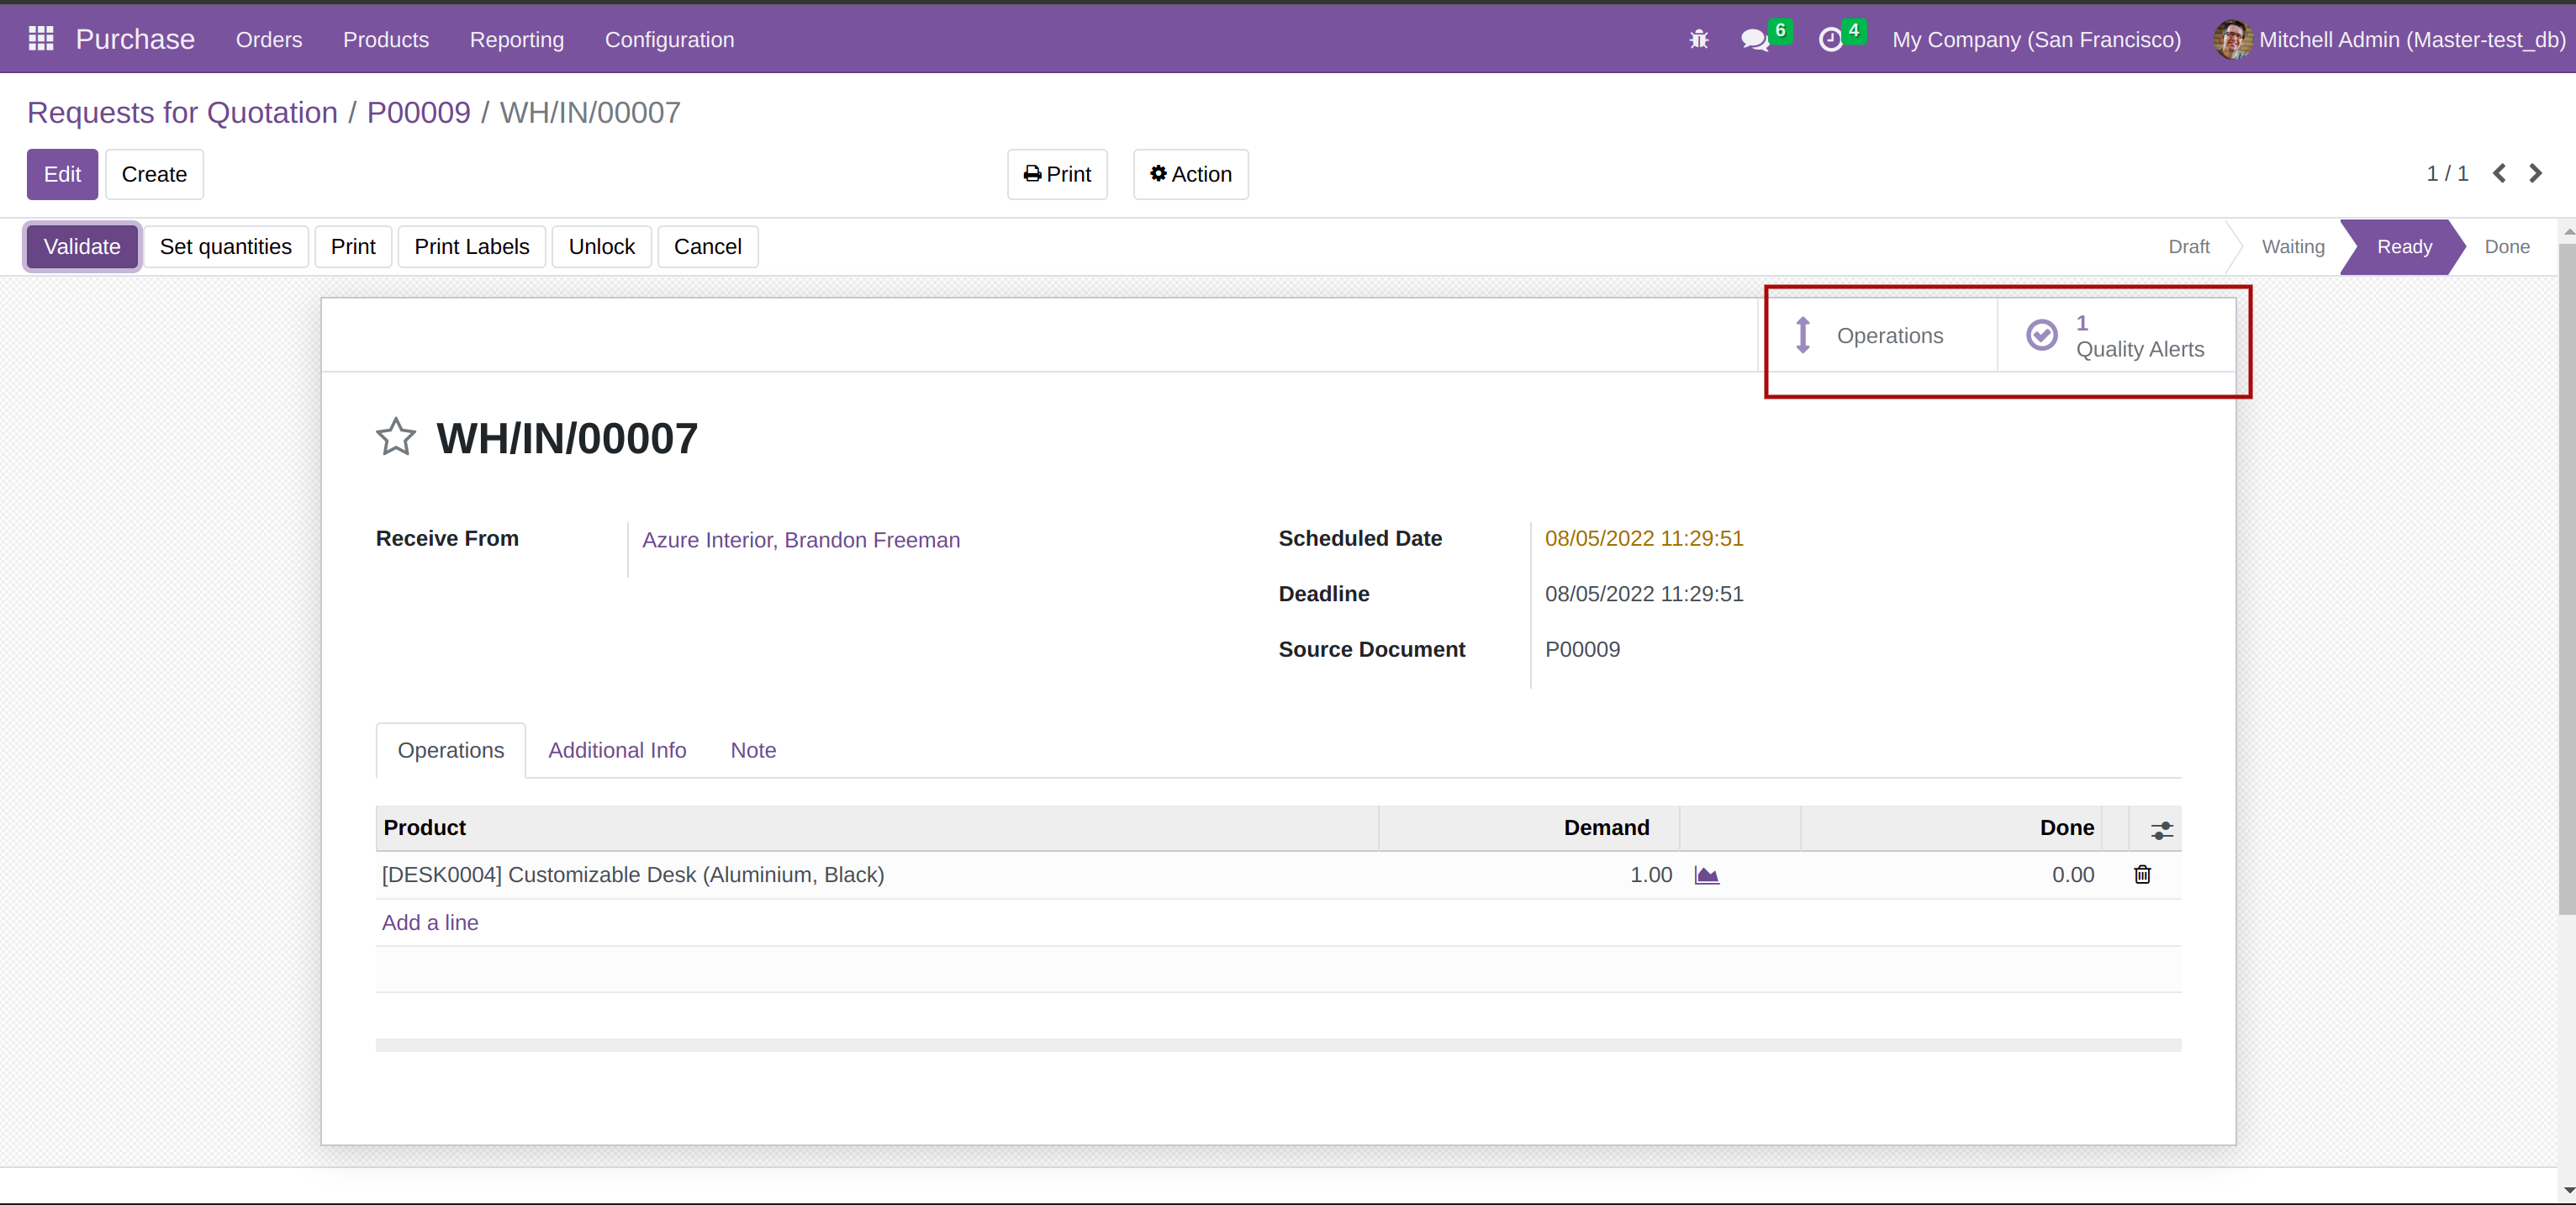 Purchase Orders Products Reporting Configuration 6 4 My Company (San Francisco) Mitchell Admin (Master-test_db)
Requests for Quotation / P00009 / WH/IN/00007
Edit Create Print Action 1 / 1
Validate Set quantities Print Print Labels Unlock Cancel Draft Waiting Ready Done
Operations 1
Quality Alerts
WH/IN/00007
Receive From Azure Interior, Brandon Freeman Scheduled Date 08/05/2022 11:29:51
Deadline 08/05/2022 11:29:51
Source Document P00009
Operations Additional Info Note
Product Demand Done
[DESK0004] Customizable Desk (Aluminium, Black) 1.00 0.00
Add a line